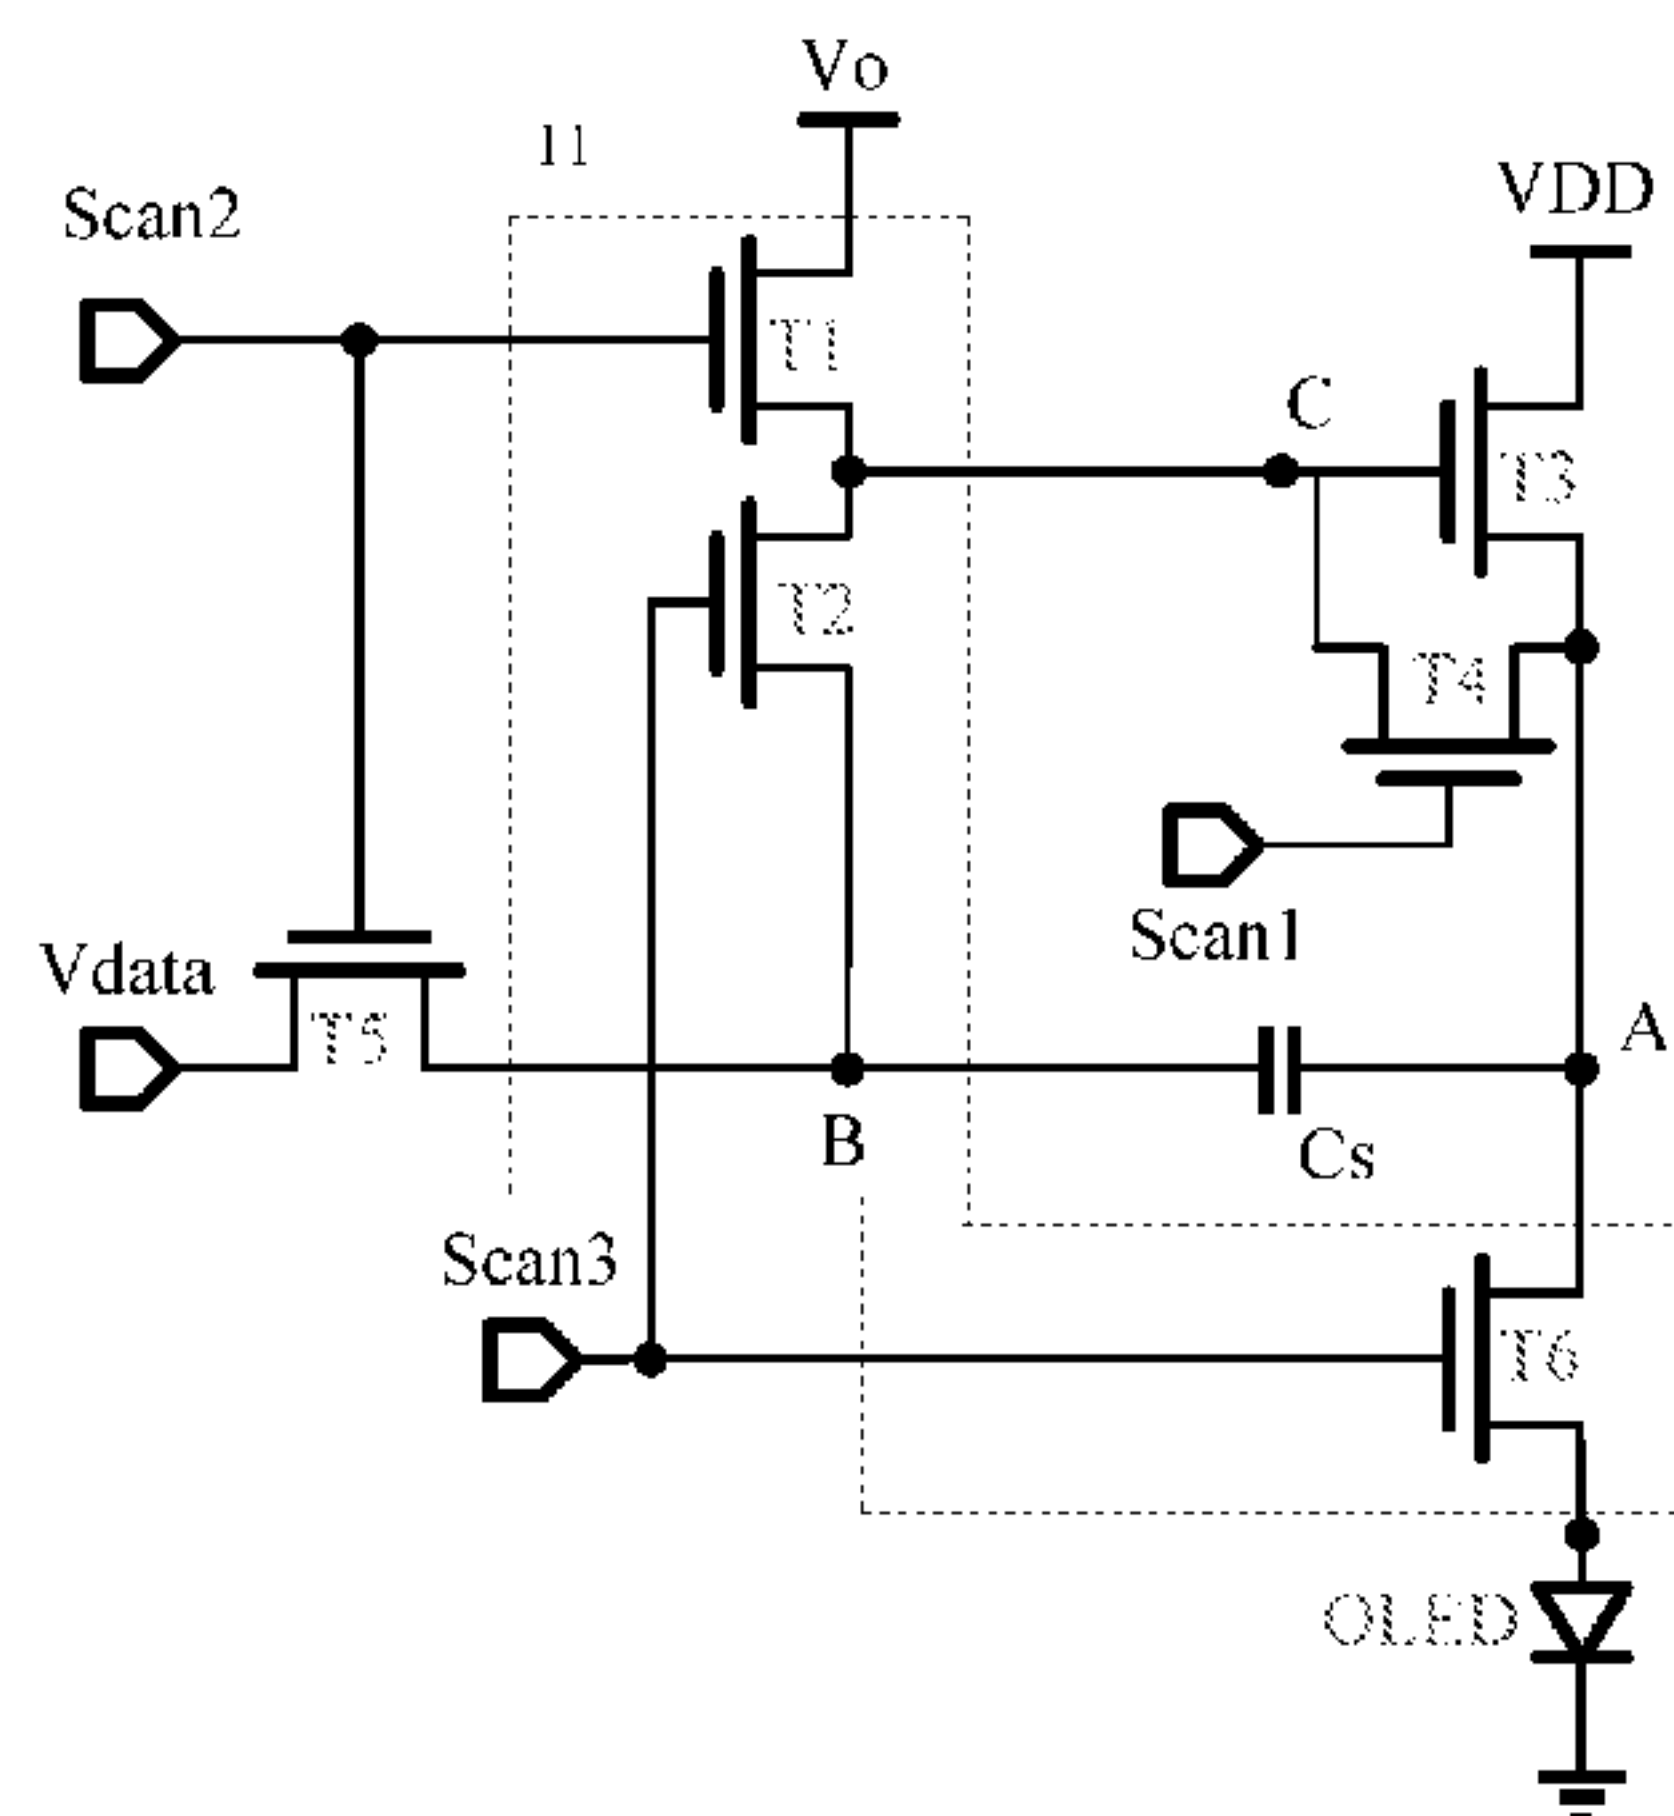 Vo
11
VDD
Scan2
T1
C
T3
T2
T4
Scan1
Vdata
T5
A
B
Cs
Scan3
T6
OLED